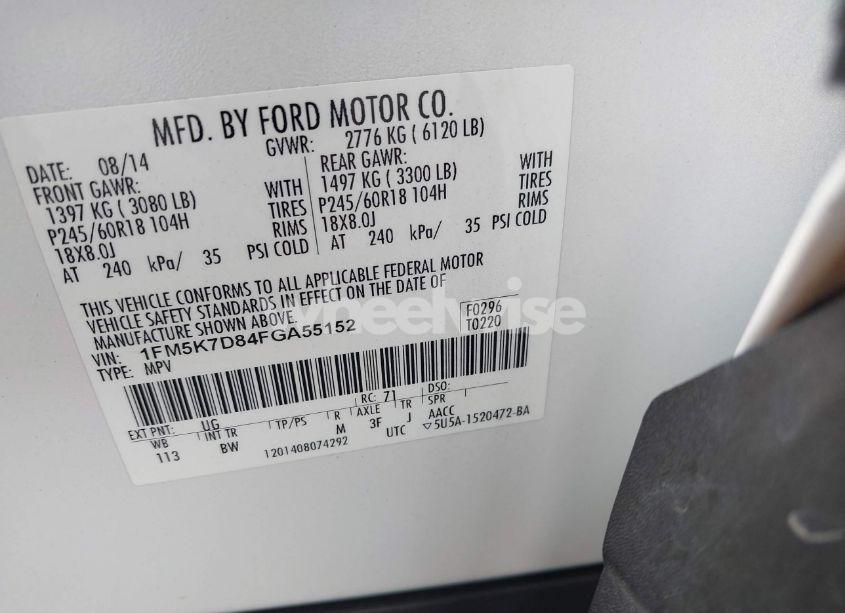 MFD. BY FORD MOTOR CO.
DATE: 08/14 GVWR: 2776 KG ( 6120 LB)
FRONT GAWR: REAR GAWR:
1397 KG ( 3080 LB) WITH 1497 KG ( 3300 LB) WITH
P245/60R18 104H TIRES P245/60R18 104H TIRES
18X8.0J RIMS 18X8.0J RIMS
AT 240 kPa/ 35 PSI COLD AT 240 kPa/ 35 PSI COLD
THIS VEHICLE CONFORMS TO ALL APPLICABLE FEDERAL MOTOR
VEHICLE SAFETY STANDARDS IN EFFECT ON THE DATE OF
MANUFACTURE SHOWN ABOVE.
VIN: 1FM5K7D84FGA55152
TYPE: MPV
F0296
T0220
wheelwise
EXT PNT: UG RC: 71 DSO:
WB INT TR TP/PS R AXLE TR SPR
113 BW M 3F J AACC
1201408074292 UTC ▽5U5A-1520472-BA